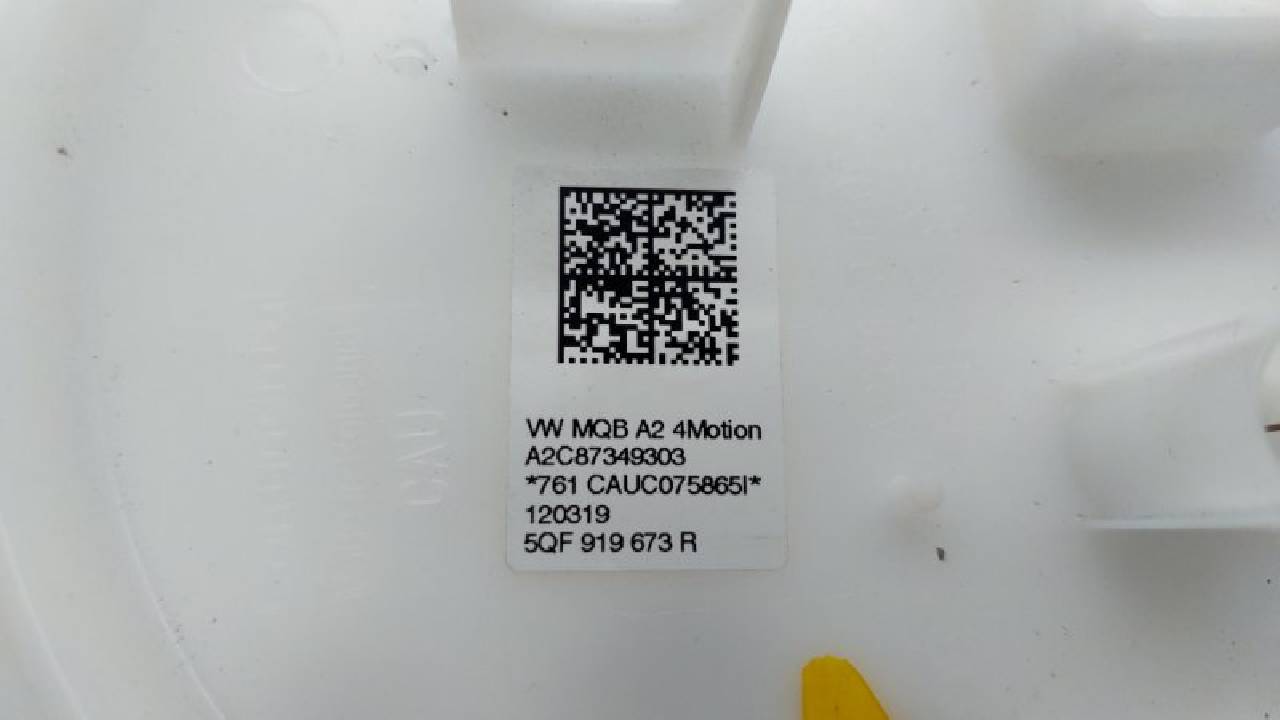 VW MQB A2 4Motion
A2C87349303
*761 CAUC075865I*
120319
5QF 919 673 R